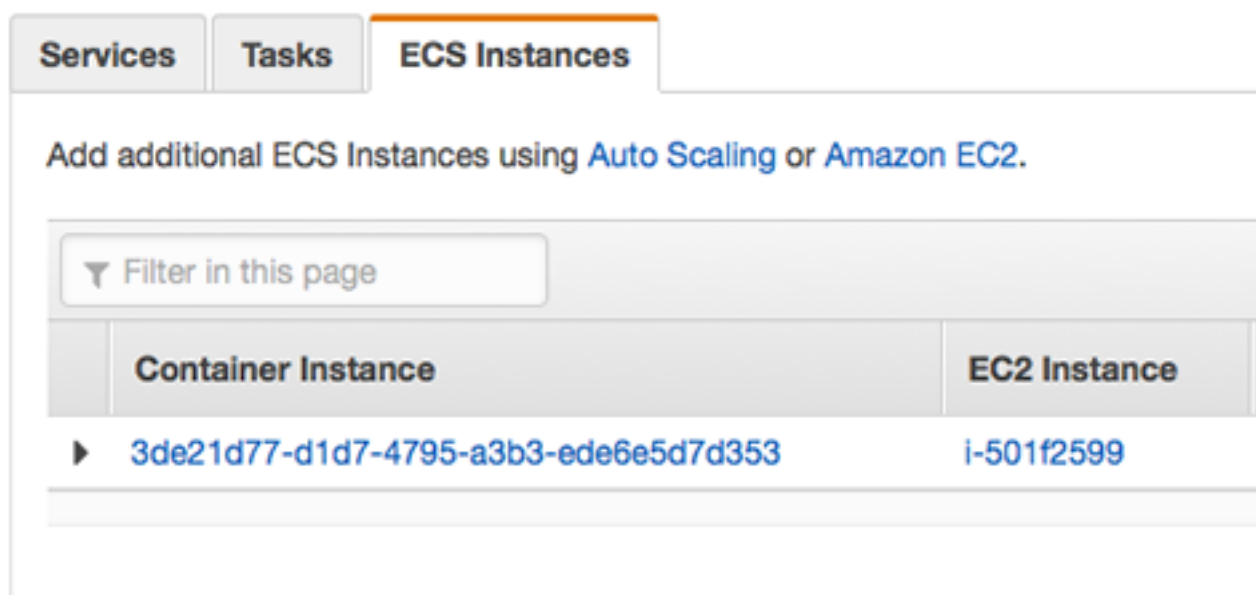 Services Tasks ECS Instances
Add additional ECS Instances using Auto Scaling or Amazon EC2.
Filter in this page
Container Instance EC2 Instance
3de21d77-d1d7-4795-a3b3-ede6e5d7d353 i-501f2599